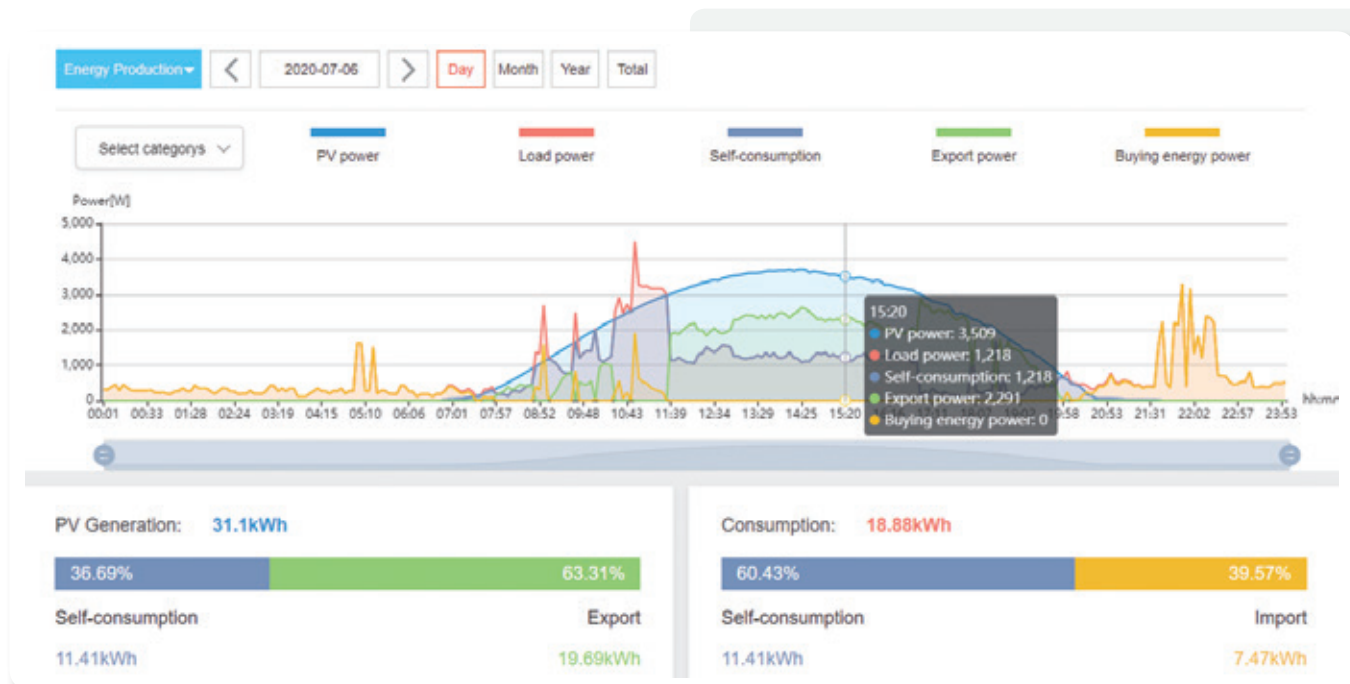 Energy Production
2020-07-06
Day
Month
Year
Total
Select categorys
PV power
Load power
Self-consumption
Export power
Buying energy power
Power[W]
5,000
4,000
3,000
2,000
1,000
0
00:01 00:33 01:28 02:24 03:19 04:15 05:10 06:06 07:01 07:57 08:52 09:48 10:43 11:39 12:34 13:29 14:25 15:20 19:58 20:53 21:31 22:02 22:57 23:53
15:20
PV power: 3,509
Load power: 1,218
Self-consumption: 1,218
Export power: 2,291
Buying energy power: 0
PV Generation: 31.1kWh
36.69% 63.31%
Self-consumption Export
11.41kWh 19.69kWh
Consumption: 18.88kWh
60.43% 39.57%
Self-consumption Import
11.41kWh 7.47kWh